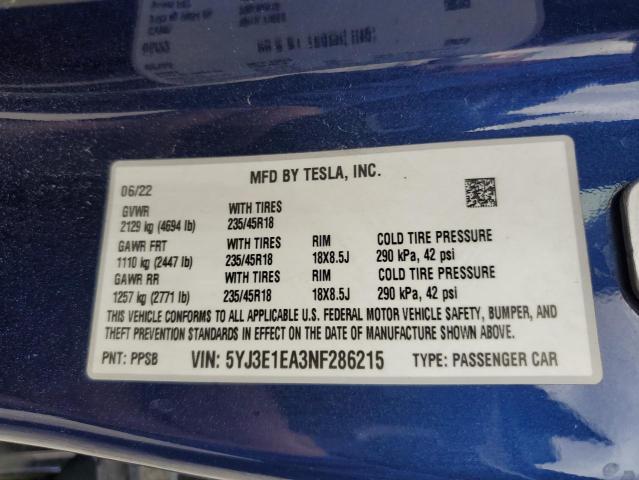 MFD BY TESLA, INC.
06/22
GVWR WITH TIRES
2129 kg (4694 lb) 235/45R18
GAWR FRT WITH TIRES RIM COLD TIRE PRESSURE
1110 kg (2447 lb) 235/45R18 18X8.5J 290 kPa, 42 psi
GAWR RR WITH TIRES RIM COLD TIRE PRESSURE
1257 kg (2771 lb) 235/45R18 18X8.5J 290 kPa, 42 psi
THIS VEHICLE CONFORMS TO ALL APPLICABLE U.S. FEDERAL MOTOR VEHICLE SAFETY, BUMPER, AND
THEFT PREVENTION STANDARDS IN EFFECT ON THE DATE OF MANUFACTURE SHOWN ABOVE.
PNT: PPSB VIN: 5YJ3E1EA3NF286215 TYPE: PASSENGER CAR